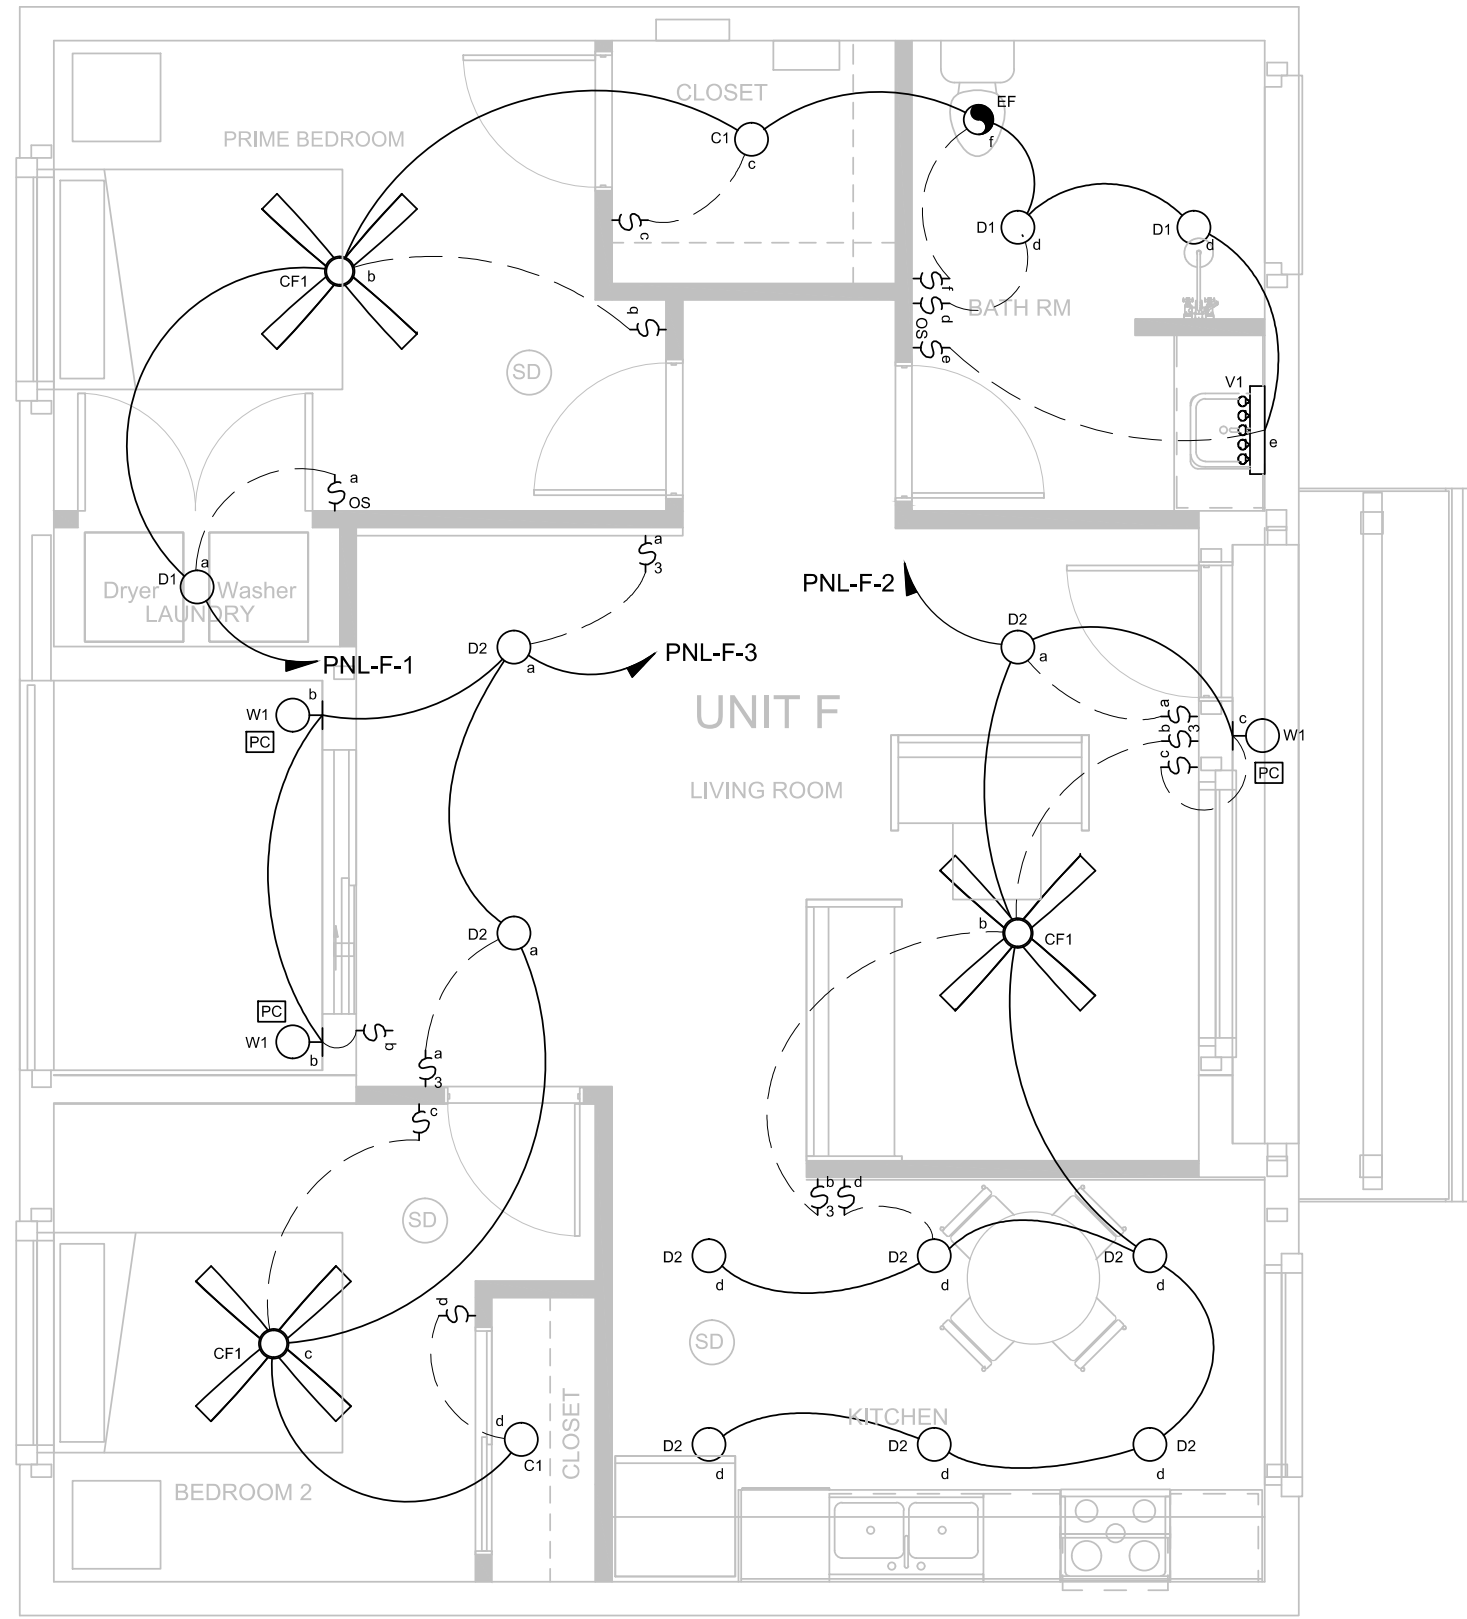 CLOSET
EF
C1
c
f
PRIME BEDROOM
c
D1
d
D1
d
CF1
b
b
f
d
OS
BATH RM
e
SD
V1
e
a
OS
D1
a
Dryer
Washer
LAUNDRY
PNL-F-1
a
3
PNL-F-2
D2
a
PNL-F-3
D2
a
b
W1
PC
UNIT F
a
b
3
c
c
W1
PC
LIVING ROOM
D2
a
b
CF1
PC
W1
b
b
a
3
c
SD
b
3
d
D2
d
D2
d
D2
d
d
CF1
c
SD
d
C1
CLOSET
KITCHEN
D2
d
D2
d
D2
d
BEDROOM 2